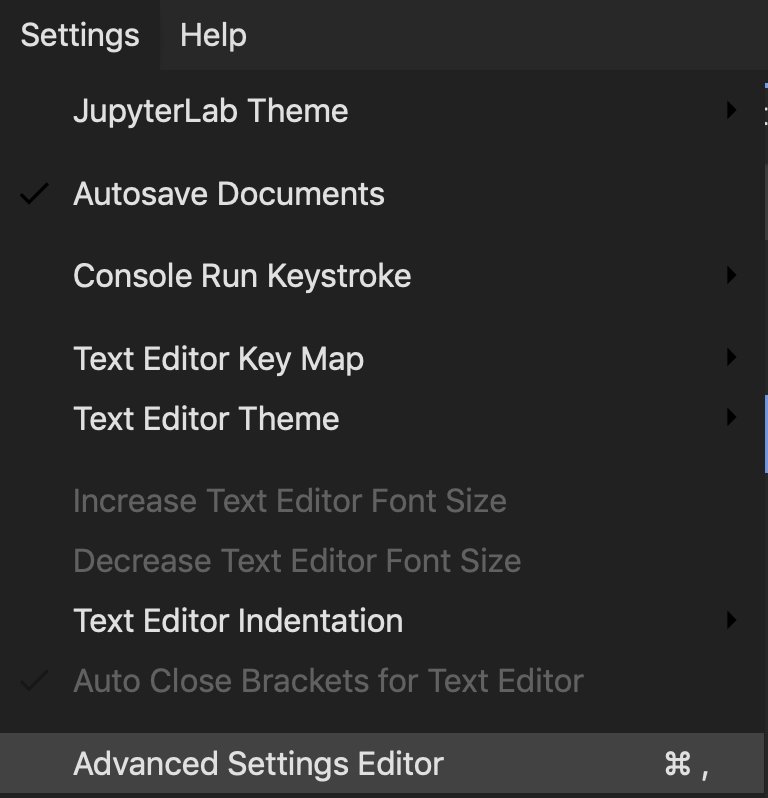 Settings Help
JupyterLab Theme
Autosave Documents
Console Run Keystroke
Text Editor Key Map
Text Editor Theme
Increase Text Editor Font Size
Decrease Text Editor Font Size
Text Editor Indentation
Auto Close Brackets for Text Editor
Advanced Settings Editor ⌘ ,